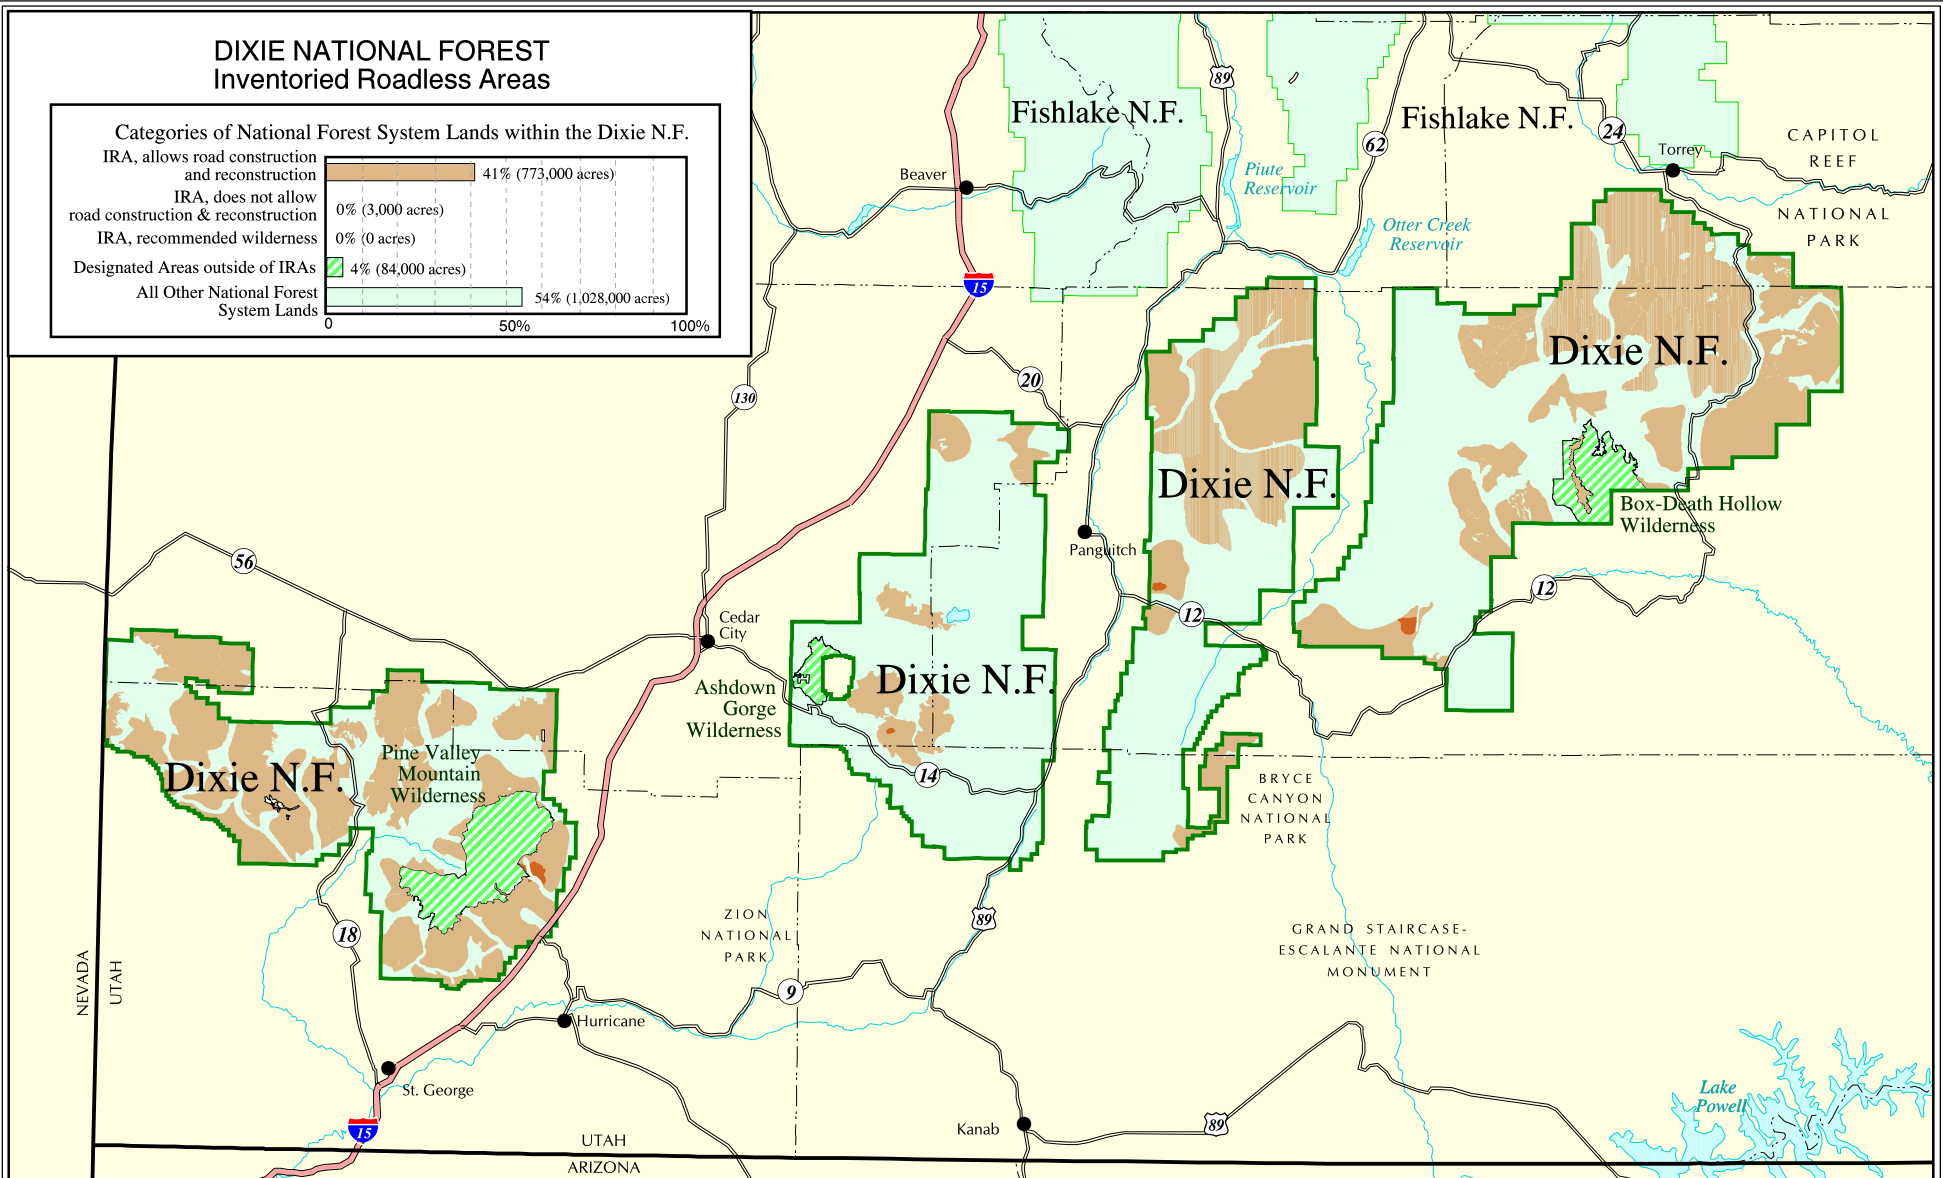 DIXIE NATIONAL FOREST
Inventoried Roadless Areas
Categories of National Forest System Lands within the Dixie N.F.
IRA, allows road construction
and reconstruction
41% (773,000 acres)
IRA, does not allow
road construction & reconstruction
0% (3,000 acres)
IRA, recommended wilderness
0% (0 acres)
Designated Areas outside of IRAs
4% (84,000 acres)
All Other National Forest
System Lands
54% (1,028,000 acres)
0
50%
100%
89
Fishlake N.F.
Fishlake N.F.
62
24
Torrey
CAPITOL
REEF
NATIONAL
PARK
Beaver
Piute
Reservoir
Otter Creek
Reservoir
15
20
130
Dixie N.F.
Dixie N.F.
Box-Death Hollow
Wilderness
Panguitch
56
12
12
Cedar
City
Ashdown
Gorge
Wilderness
Dixie N.F.
14
Pine Valley
Mountain
Wilderness
Dixie N.F.
BRYCE
CANYON
NATIONAL
PARK
18
ZION
NATIONAL
PARK
89
GRAND STAIRCASE-
ESCALANTE NATIONAL
MONUMENT
NEVADA
UTAH
9
Hurricane
St. George
15
Kanab
89
Lake
Powell
UTAH
ARIZONA